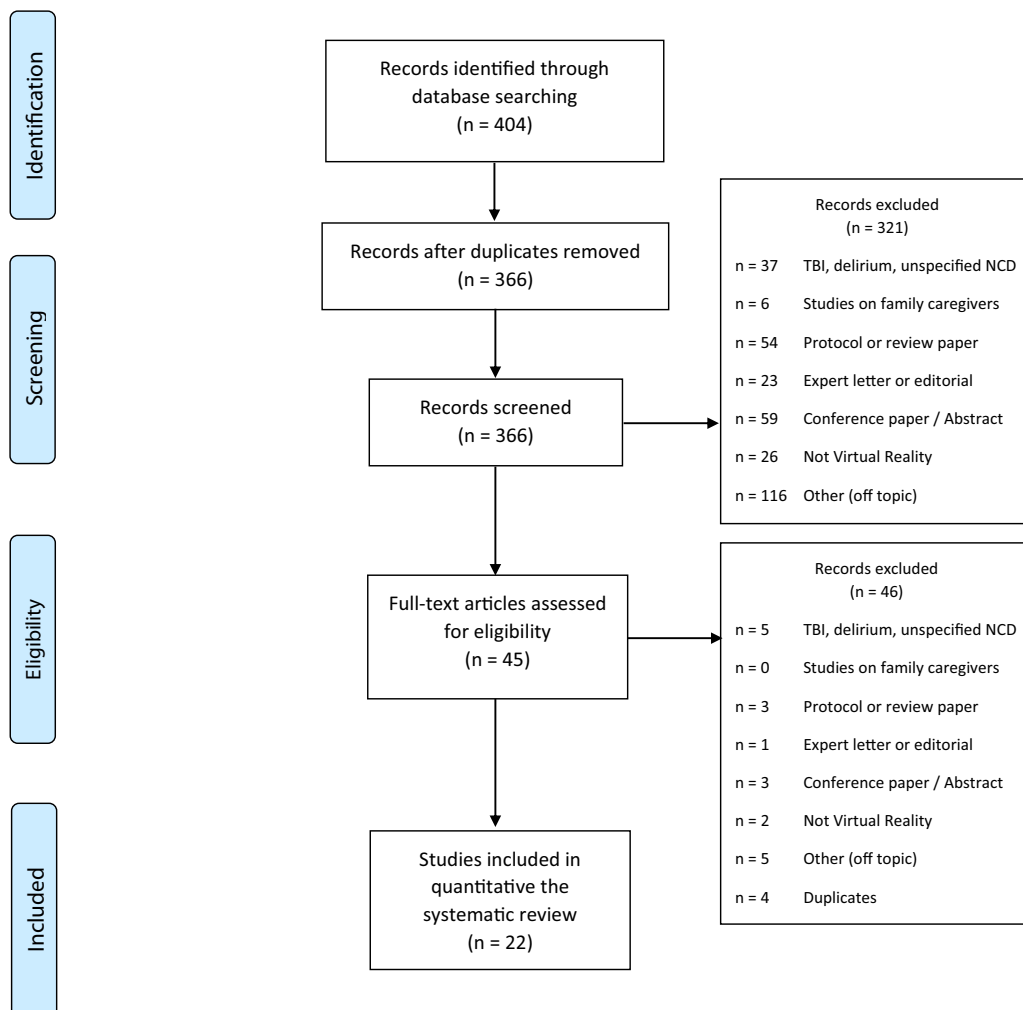 Identification
Records identified through
database searching
(n = 404)
Records after duplicates removed
(n = 366)
Screening
Records screened
(n = 366)
Records excluded
(n = 321)
n = 37 TBI, delirium, unspecified NCD
n = 6 Studies on family caregivers
n = 54 Protocol or review paper
n = 23 Expert letter or editorial
n = 59 Conference paper / Abstract
n = 26 Not Virtual Reality
n = 116 Other (off topic)
Eligibility
Full-text articles assessed
for eligibility
(n = 45)
Records excluded
(n = 46)
n = 5 TBI, delirium, unspecified NCD
n = 0 Studies on family caregivers
n = 3 Protocol or review paper
n = 1 Expert letter or editorial
n = 3 Conference paper / Abstract
n = 2 Not Virtual Reality
n = 5 Other (off topic)
n = 4 Duplicates
Included
Studies included in
quantitative the
systematic review
(n = 22)